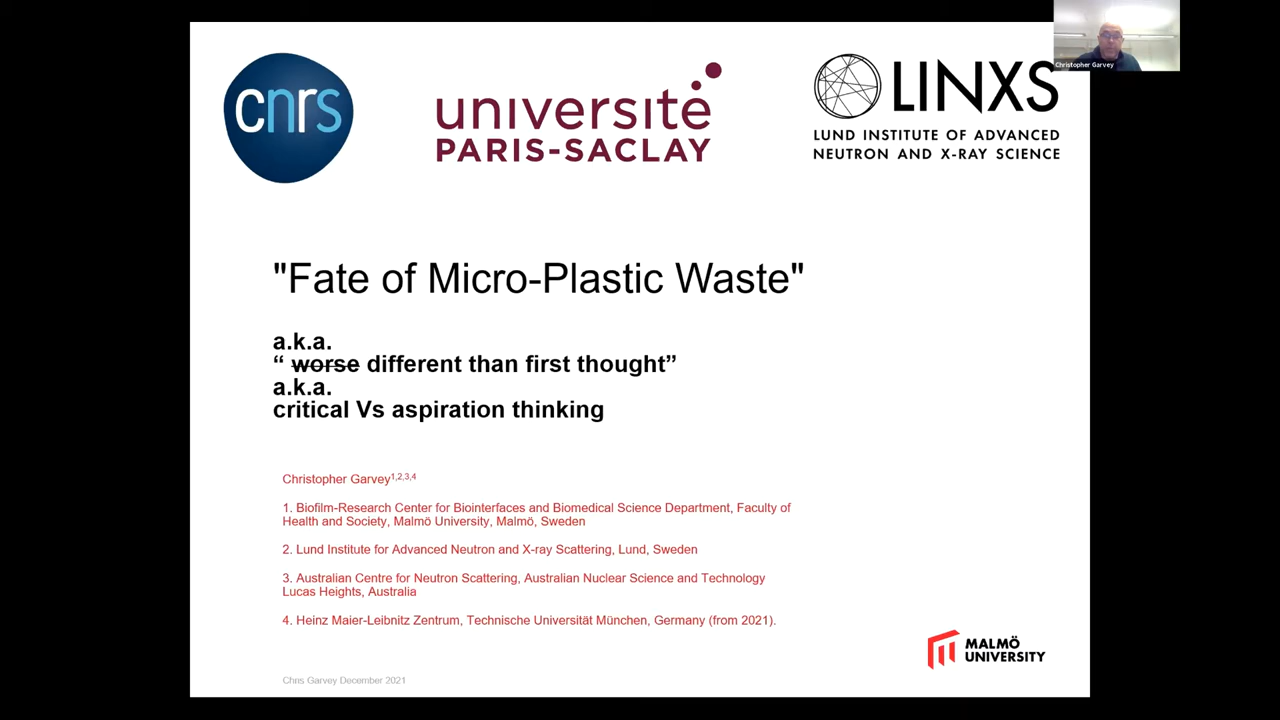 cnrs
université
PARIS-SACLAY
LINXS
LUND INSTITUTE OF ADVANCED
NEUTRON AND X-RAY SCIENCE
Christopher Garvey
"Fate of Micro-Plastic Waste"
a.k.a.
“ worse different than first thought”
a.k.a.
critical Vs aspiration thinking
Christopher Garvey1,2,3,4
1. Biofilm-Research Center for Biointerfaces and Biomedical Science Department, Faculty of
Health and Society, Malmö University, Malmö, Sweden
2. Lund Institute for Advanced Neutron and X-ray Scattering, Lund, Sweden
3. Australian Centre for Neutron Scattering, Australian Nuclear Science and Technology
Lucas Heights, Australia
4. Heinz Maier-Leibnitz Zentrum, Technische Universität München, Germany (from 2021).
MALMÖ
UNIVERSITY
Chris Garvey December 2021